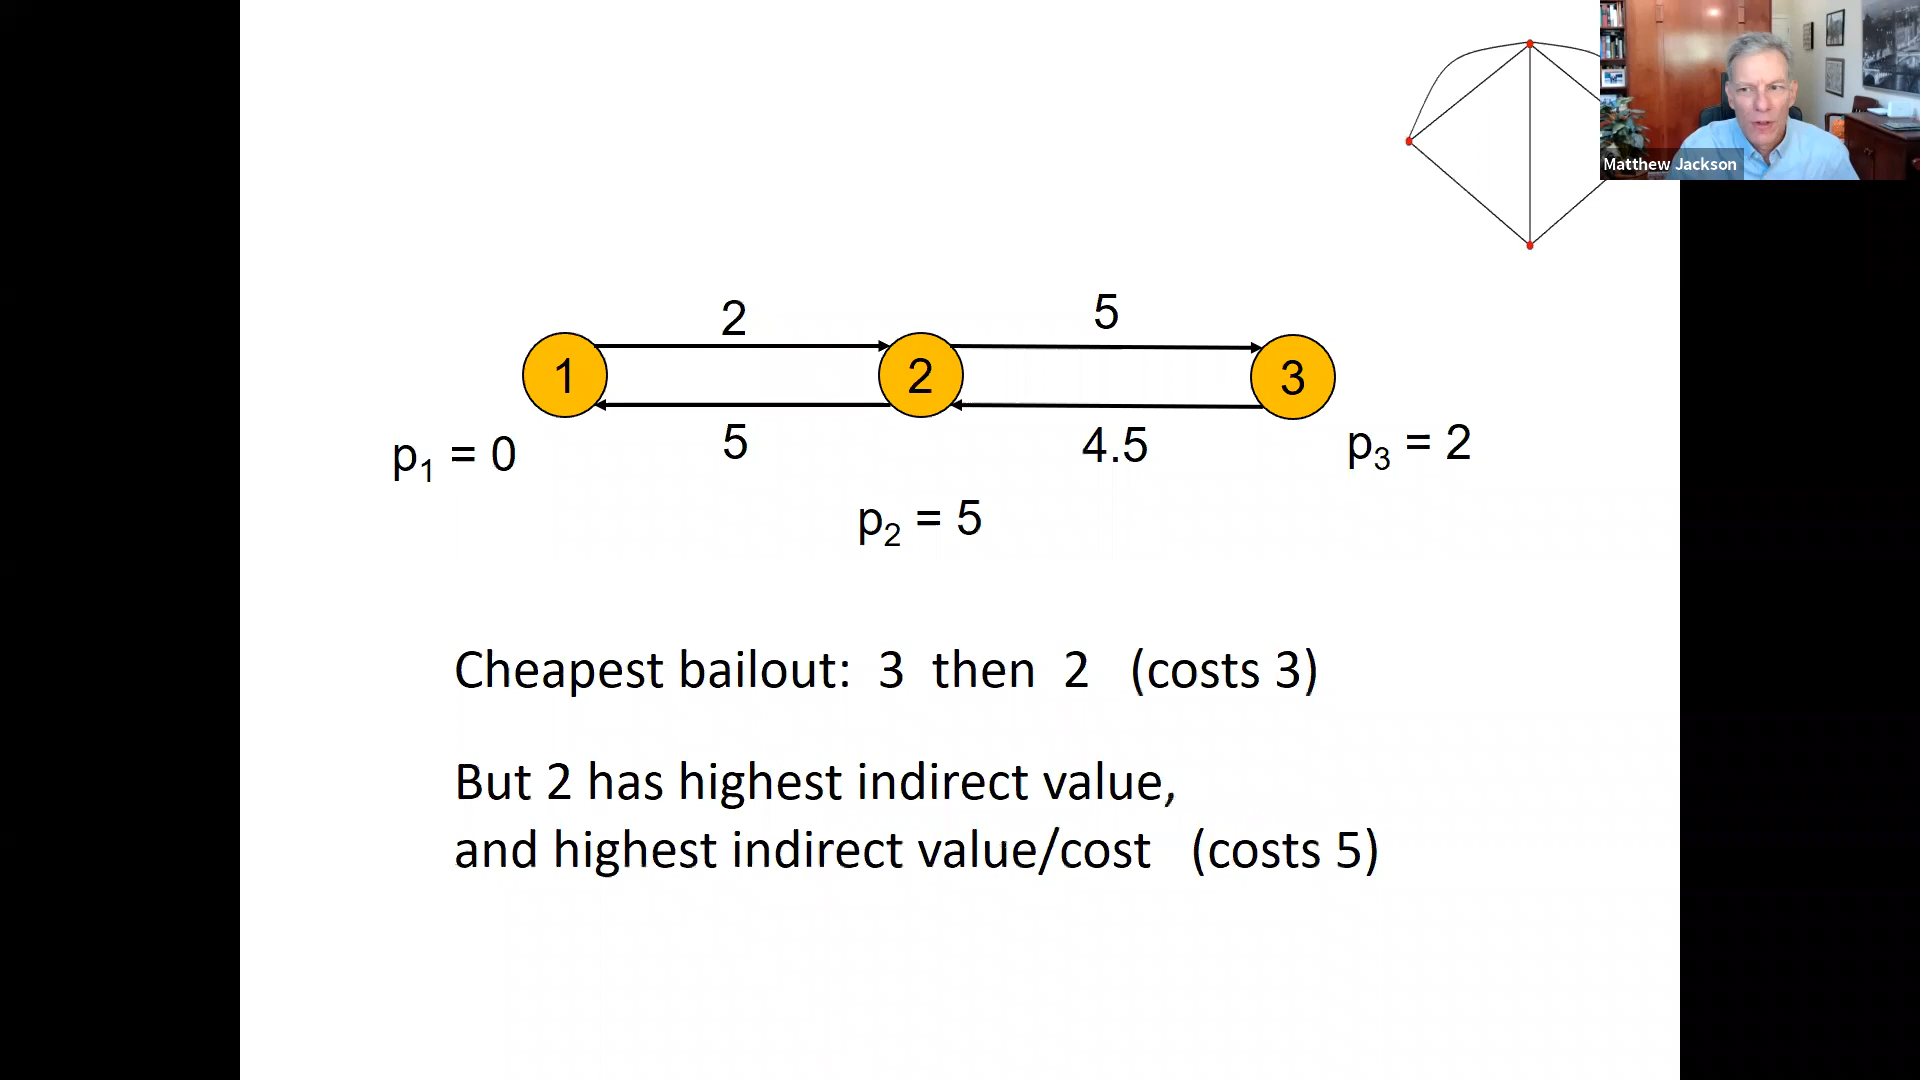 Matthew Jackson
2
5
1
2
3
5
4.5
p1 = 0
p3 = 2
p2 = 5
Cheapest bailout: 3 then 2 (costs 3)
But 2 has highest indirect value,
and highest indirect value/cost (costs 5)